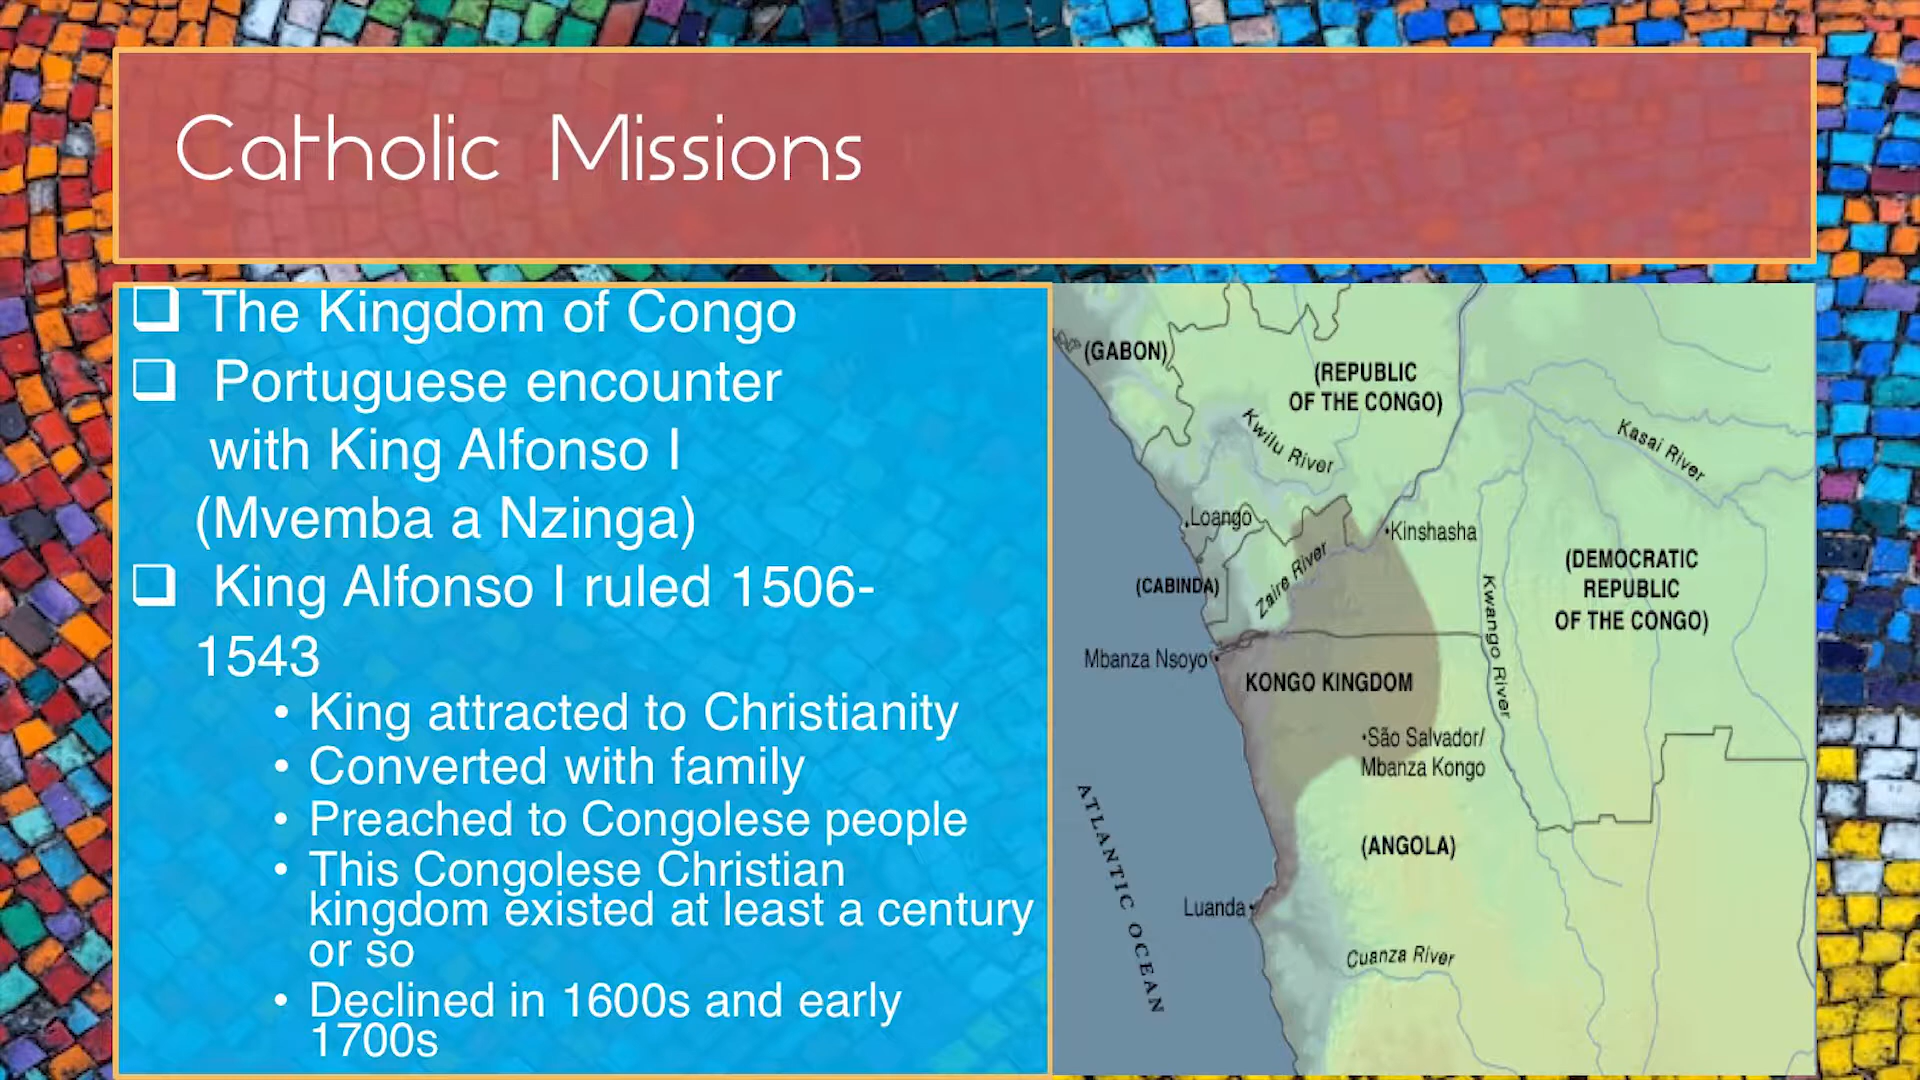 Catholic Missions
❑ The Kingdom of Congo
❑ Portuguese encounter
with King Alfonso I
(Mvemba a Nzinga)
❑ King Alfonso I ruled 1506-
1543
• King attracted to Christianity
• Converted with family
• Preached to Congolese people
• This Congolese Christian
kingdom existed at least a century
or so
• Declined in 1600s and early
1700s
(GABON)
(REPUBLIC
OF THE CONGO)
Kwilu River
Kasai River
Loango
Kinshasha
Zaire River
(CABINDA)
(DEMOCRATIC
REPUBLIC
OF THE CONGO)
Kwango River
Mbanza Nsoyo
KONGO KINGDOM
São Salvador/
Mbanza Kongo
ATLANTIC OCEAN
(ANGOLA)
Luanda
Cuanza River